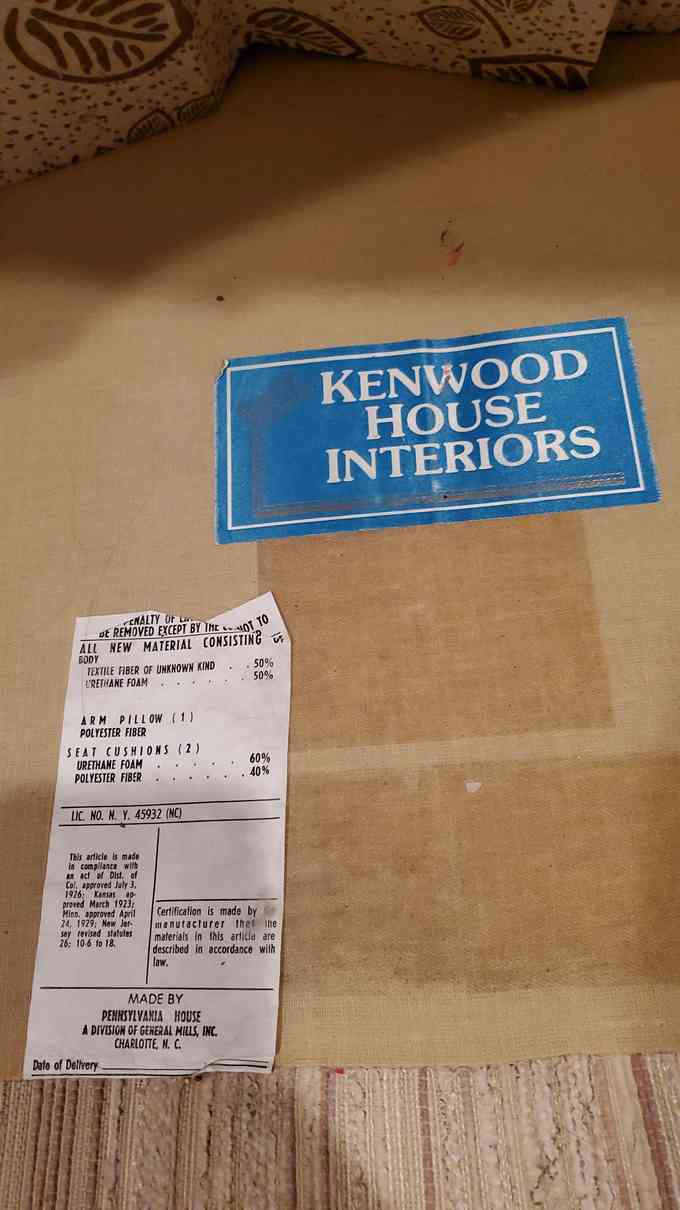 KENWOOD
HOUSE
INTERIORS
PENALTY OF
BE REMOVED EXCEPT BY THE NOT TO
ALL NEW MATERIAL CONSISTING
BODY
TEXTILE FIBER OF UNKNOWN KIND . . 50%
URETHANE FOAM . . . . . . 50%
ARM PILLOW (1)
POLYESTER FIBER
SEAT CUSHIONS (2)
URETHANE FOAM . . . . . . 60%
POLYESTER FIBER . . . . . . 40%
LIC. NO. N. Y. 45932 (NC)
This article is made
in compliance with
an act of Dist. of
Col. approved July 3,
1926; Kansas ap-
proved March 1923;
Minn. approved April
24, 1929; New Jer-
sey revised statutes
26; 10-6 to 18.
Certification is made by
manufacturer that the
materials in this article are
described in accordance with
law.
MADE BY
PENNSYLVANIA HOUSE
A DIVISION OF GENERAL MILLS, INC.
CHARLOTTE, N. C.
Date of Delivery